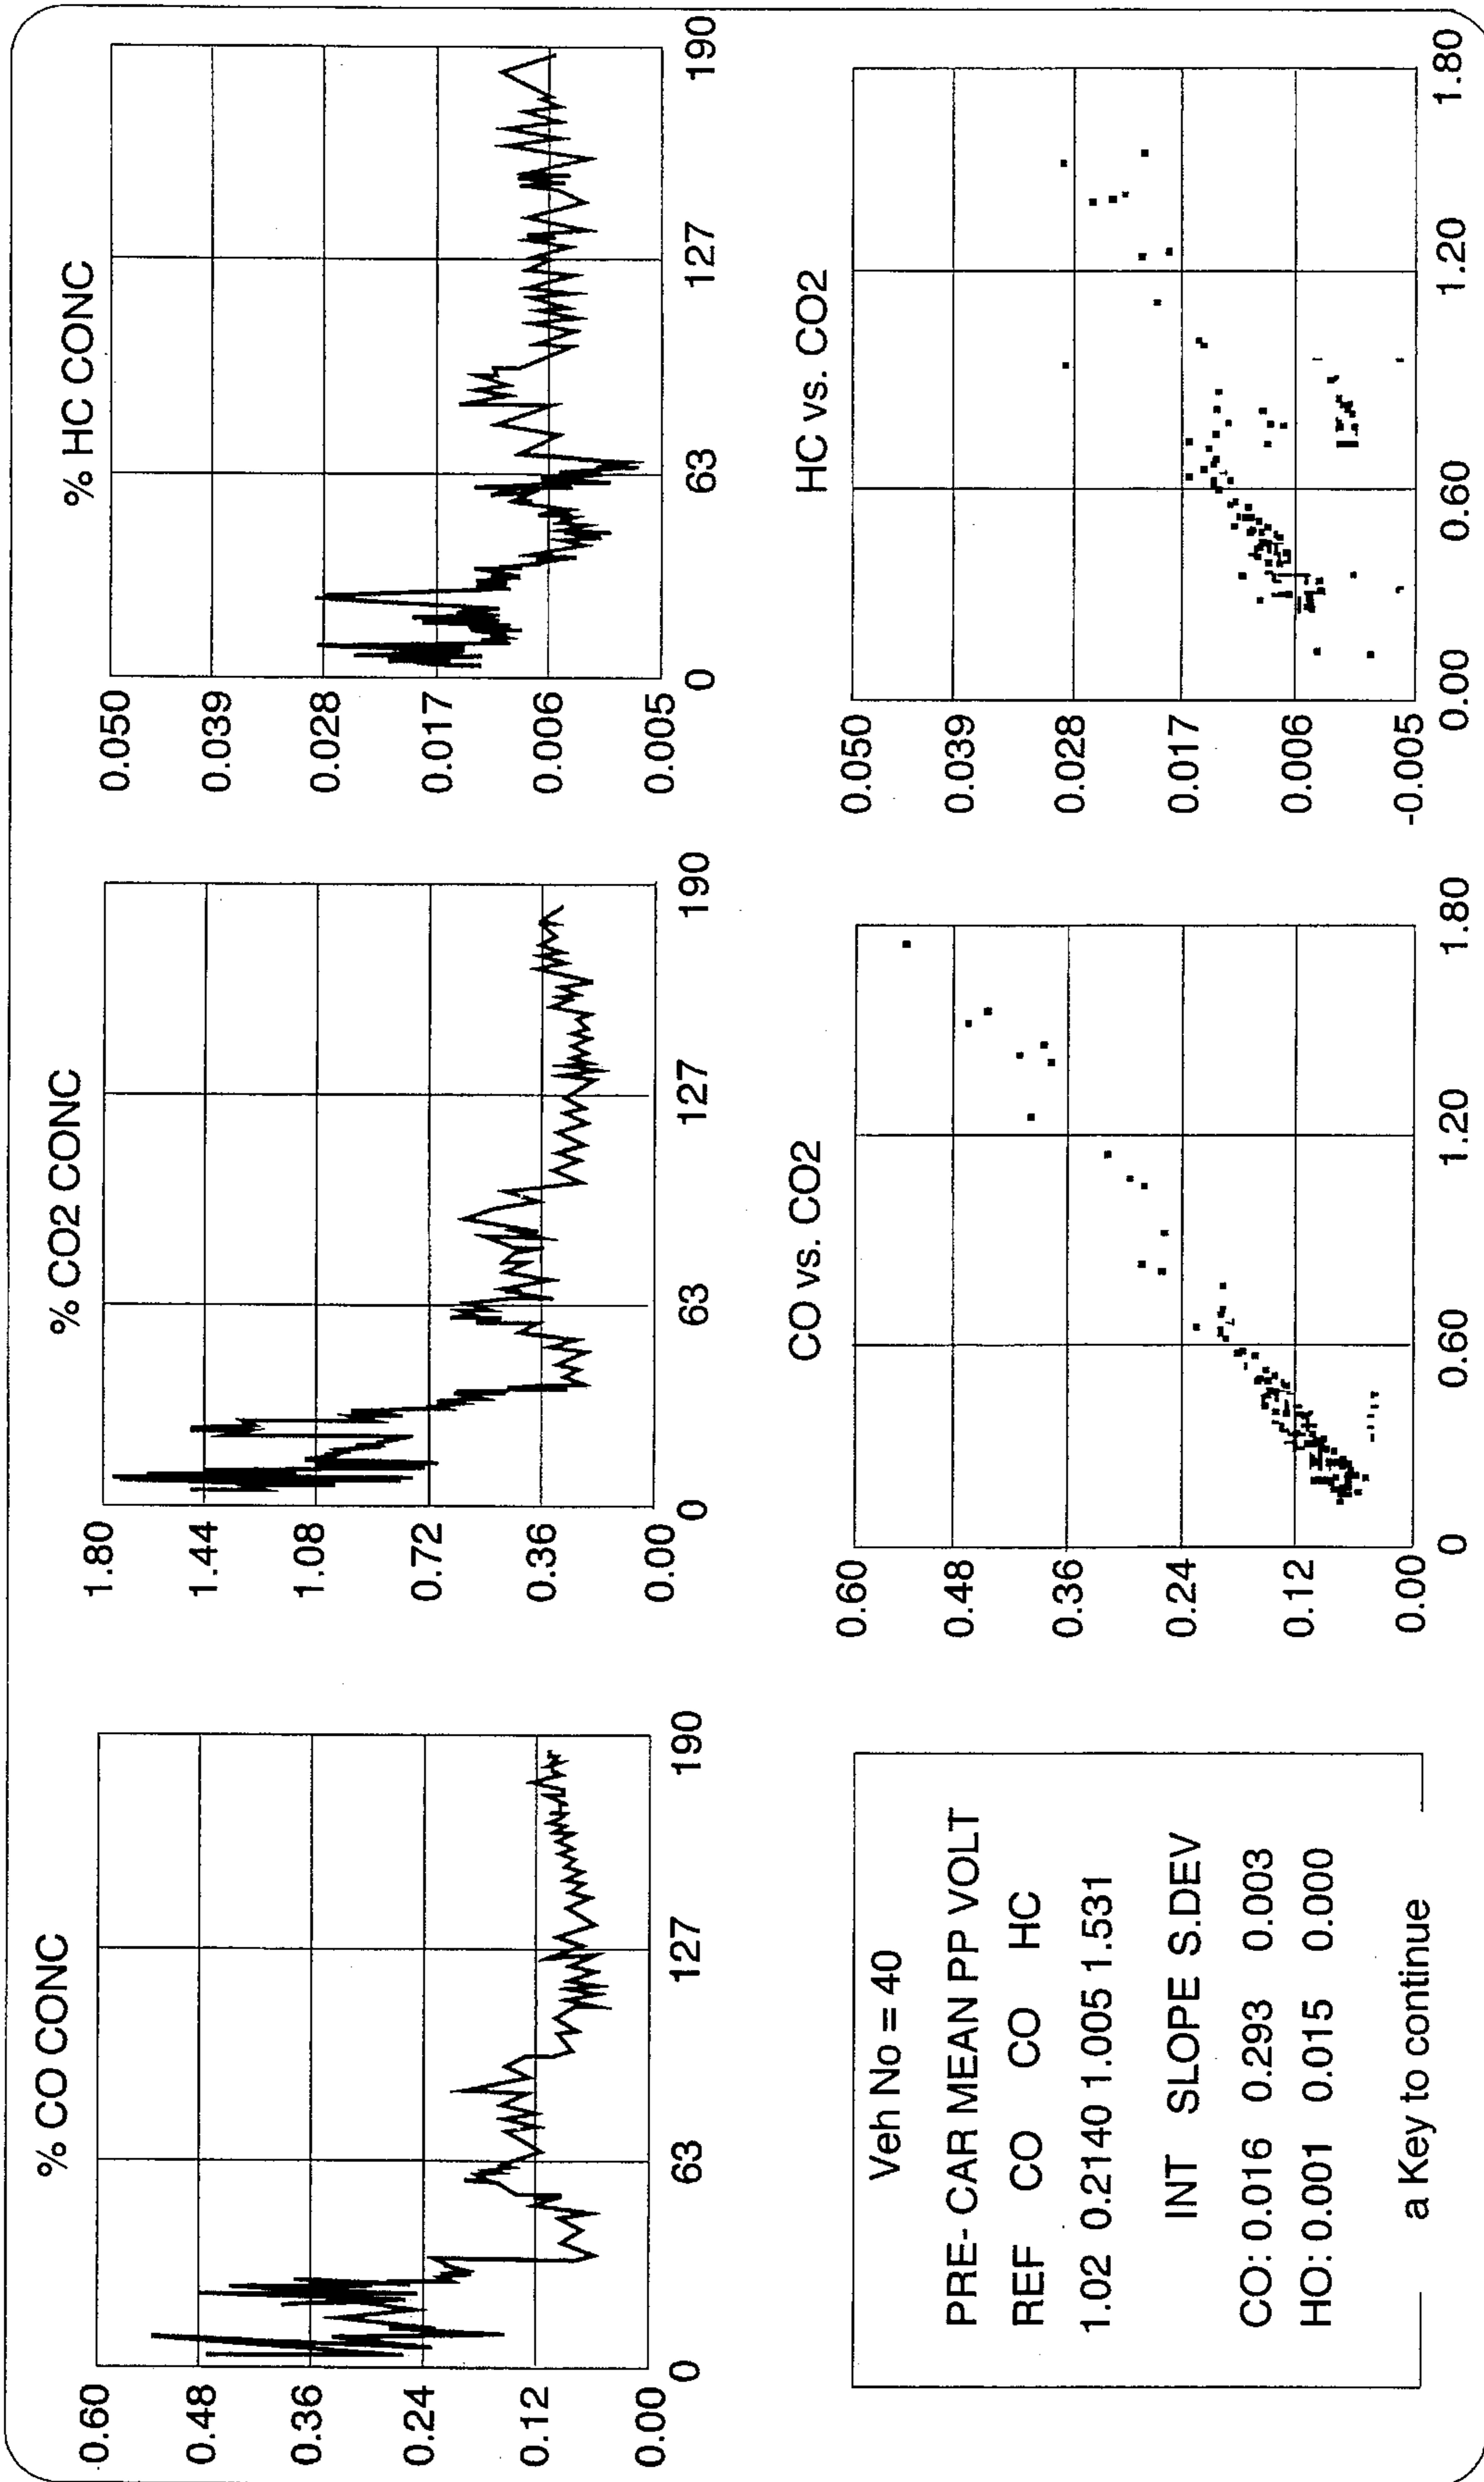 % CO CONC
0.60
0.48
0.36
0.24
0.12
0.00
0 63 127 190
% CO2 CONC
1.80
1.44
1.08
0.72
0.36
0.00
0 63 127 190
% HC CONC
0.050
0.039
0.028
0.017
0.006
0.005
0 63 127 190
Veh No = 40
PRE- CAR MEAN PP VOLT
REF CO CO HC
1.02 0.2140 1.005 1.531
INT SLOPE S.DEV
CO: 0.016 0.293 0.003
HO: 0.001 0.015 0.000
a Key to continue
CO vs. CO2
0.60
0.48
0.36
0.24
0.12
0.00
0 0.60 1.20 1.80
HC vs. CO2
0.050
0.039
0.028
0.017
0.006
-0.005
0.00 0.60 1.20 1.80